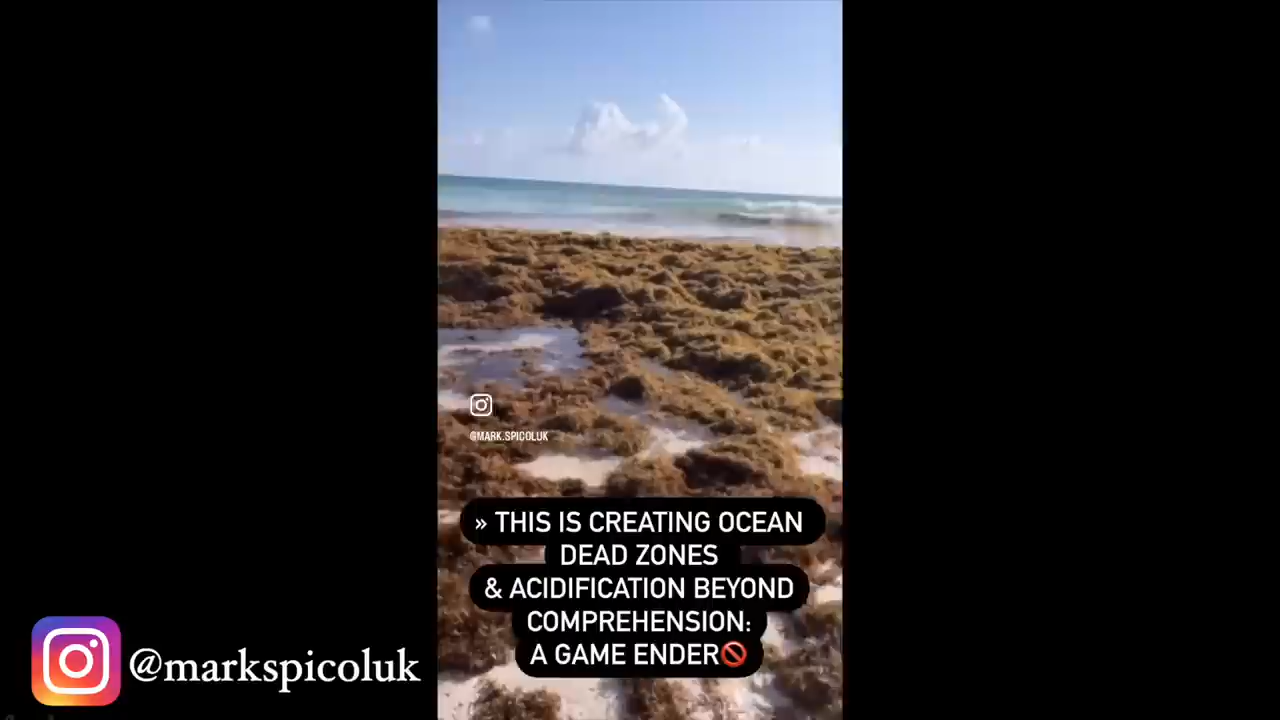 @MARK.SPICOLUK
» THIS IS CREATING OCEAN
DEAD ZONES
& ACIDIFICATION BEYOND
COMPREHENSION:
A GAME ENDER🚫
@markspicoluk